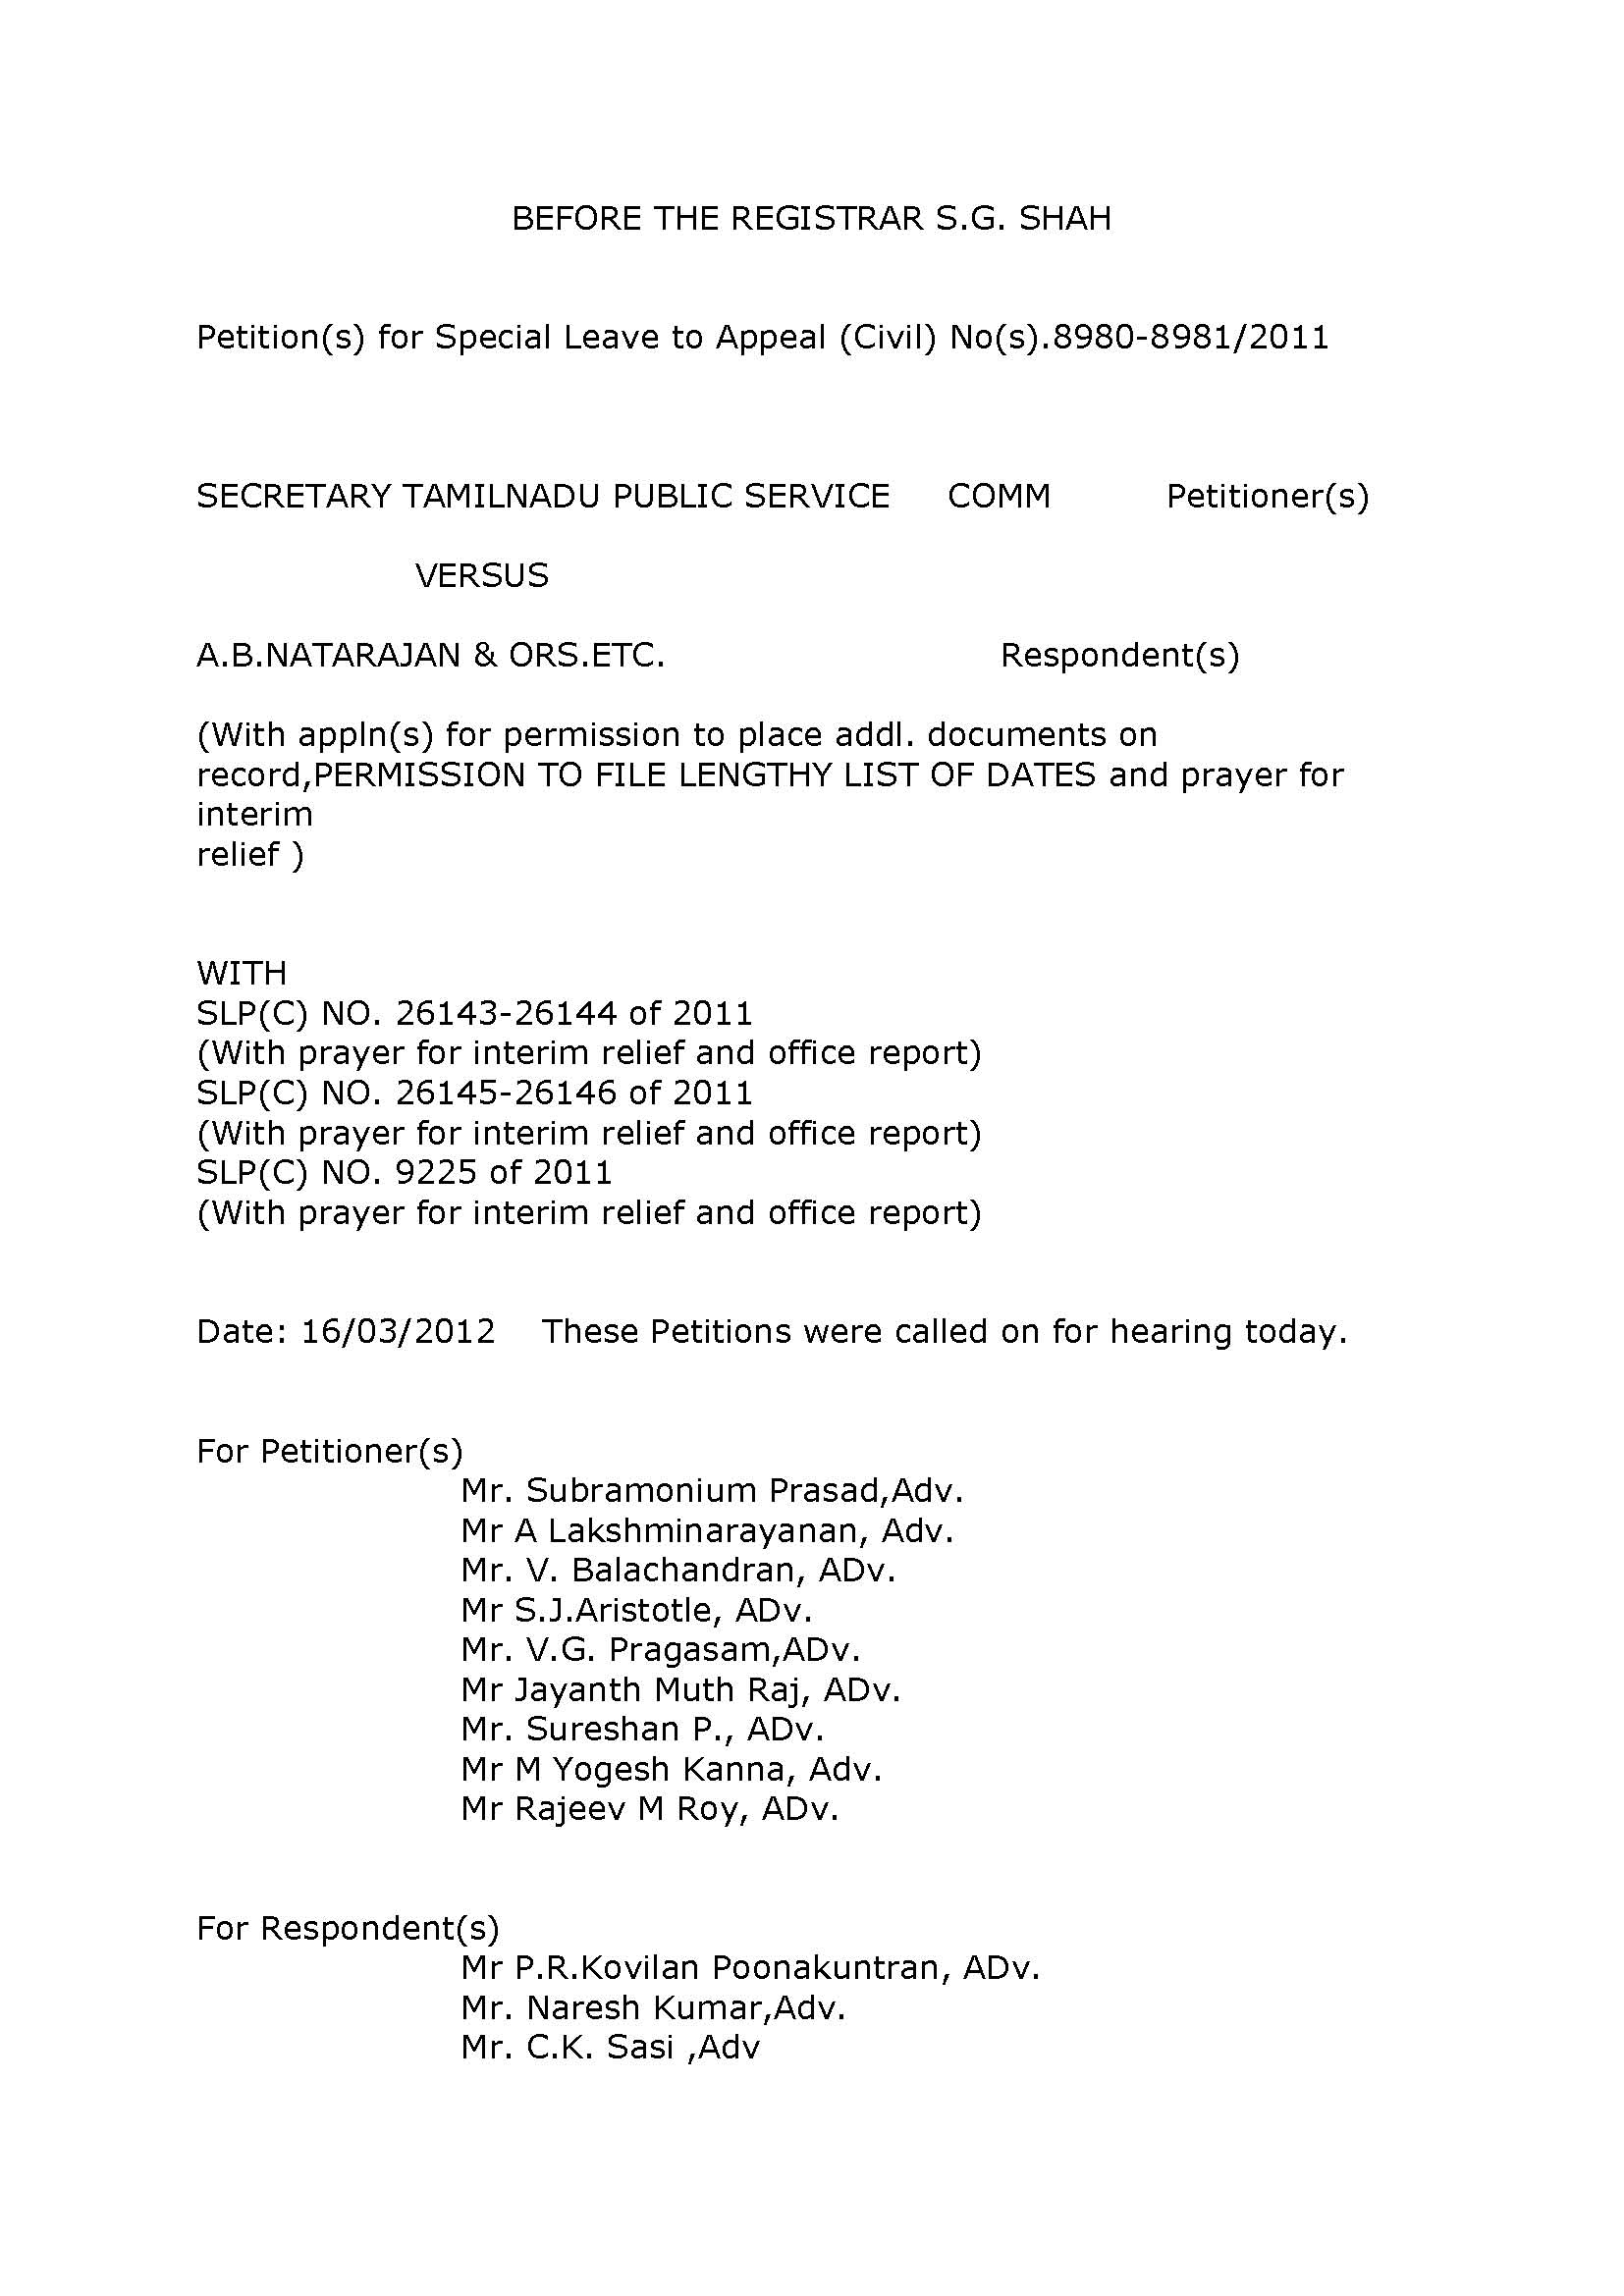 BEFORE THE REGISTRAR S.G. SHAH
Petition(s) for Special Leave to Appeal (Civil) No(s).8980-8981/2011
SECRETARY TAMILNADU PUBLIC SERVICE COMM Petitioner(s)
VERSUS
A.B.NATARAJAN & ORS.ETC. Respondent(s)
(With appln(s) for permission to place addl. documents on
record,PERMISSION TO FILE LENGTHY LIST OF DATES and prayer for
interim
relief )
WITH
SLP(C) NO. 26143-26144 of 2011
(With prayer for interim relief and office report)
SLP(C) NO. 26145-26146 of 2011
(With prayer for interim relief and office report)
SLP(C) NO. 9225 of 2011
(With prayer for interim relief and office report)
Date: 16/03/2012 These Petitions were called on for hearing today.
For Petitioner(s)
Mr. Subramonium Prasad,Adv.
Mr A Lakshminarayanan, Adv.
Mr. V. Balachandran, ADv.
Mr S.J.Aristotle, ADv.
Mr. V.G. Pragasam,ADv.
Mr Jayanth Muth Raj, ADv.
Mr. Sureshan P., ADv.
Mr M Yogesh Kanna, Adv.
Mr Rajeev M Roy, ADv.
For Respondent(s)
Mr P.R.Kovilan Poonakuntran, ADv.
Mr. Naresh Kumar,Adv.
Mr. C.K. Sasi ,Adv